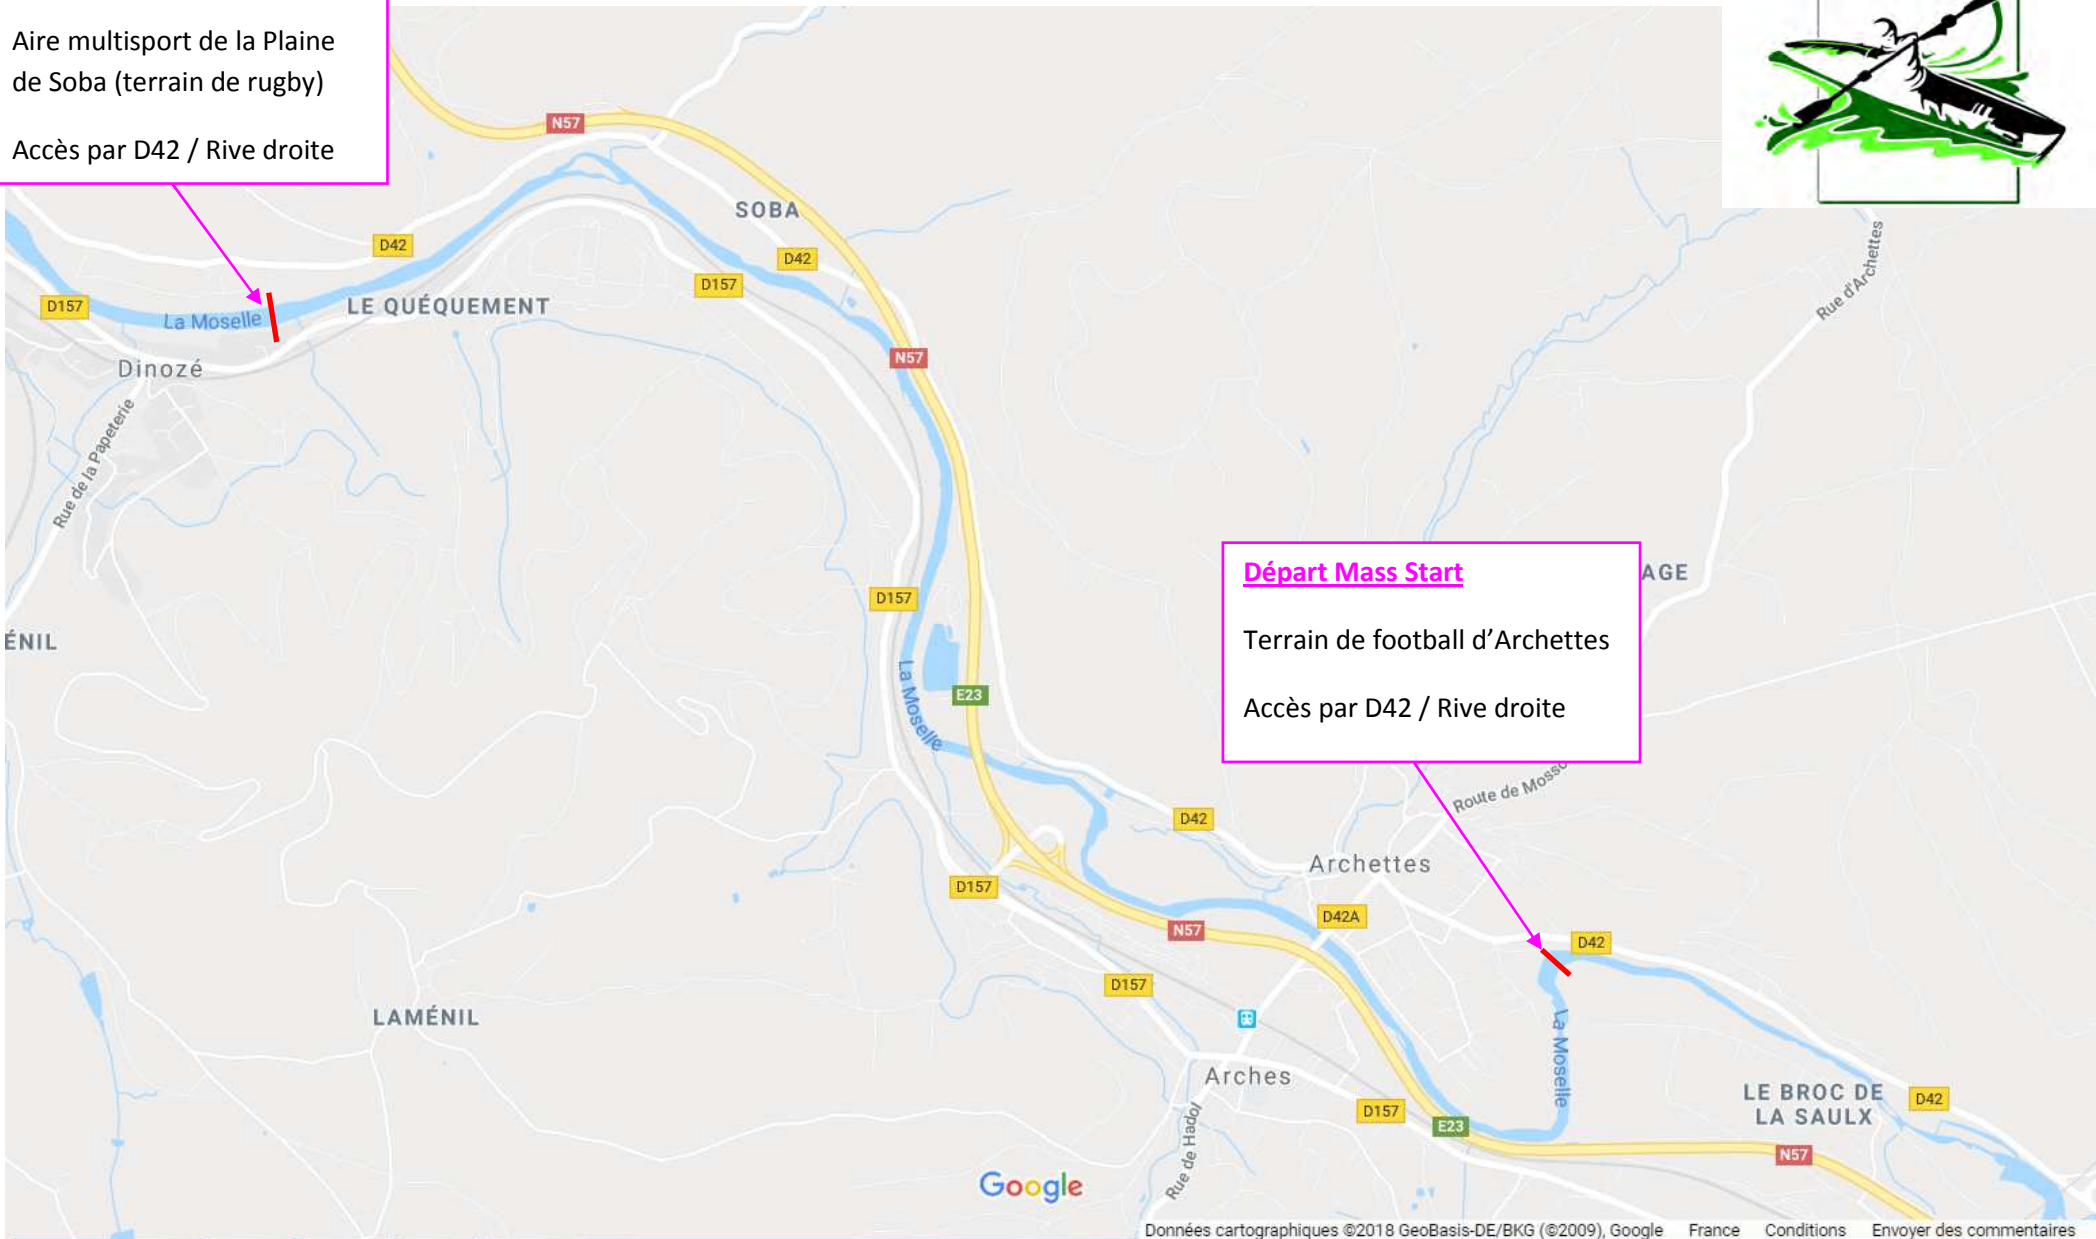 Aire multisport de la Plaine
de Soba (terrain de rugby)
Accès par D42 / Rive droite
N57
SOBA
D42
D42
D157
D157
La Moselle
LE QUÉQUEMENT
Dinozé
N57
Rue d'Archettes
Rue de la Papeterie
Départ Mass Start
Terrain de football d'Archettes
Accès par D42 / Rive droite
AGE
D157
ÉNIL
La Moselle
E23
Route de Mosso
D42
Archettes
D157
D42A
N57
D42
D157
LAMÉNIL
La Moselle
Arches
LE BROC DE
LA SAULX
D42
D157
E23
N57
Rue de Hadol
Google
Données cartographiques ©2018 GeoBasis-DE/BKG (©2009), Google France Conditions Envoyer des commentaires